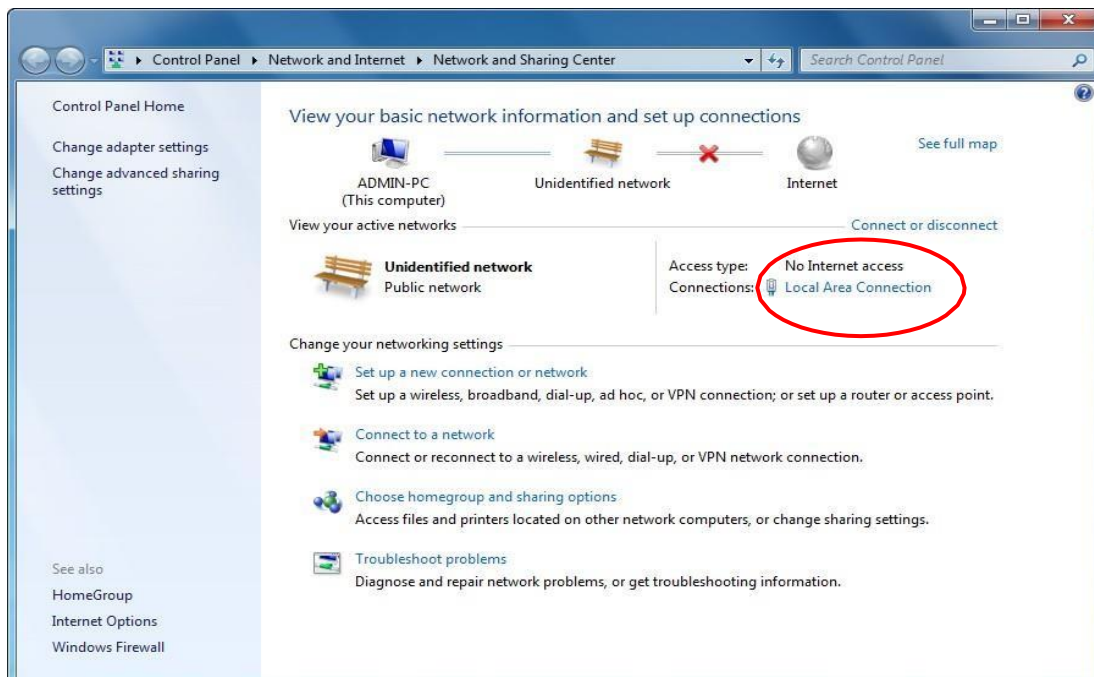 Control Panel ▸ Network and Internet ▸ Network and Sharing Center
Search Control Panel
Control Panel Home
Change adapter settings
Change advanced sharing
settings
View your basic network information and set up connections
See full map
ADMIN-PC
(This computer)
Unidentified network
Internet
View your active networks
Connect or disconnect
Unidentified network
Public network
Access type: No Internet access
Connections: Local Area Connection
Change your networking settings
Set up a new connection or network
Set up a wireless, broadband, dial-up, ad hoc, or VPN connection; or set up a router or access point.
Connect to a network
Connect or reconnect to a wireless, wired, dial-up, or VPN network connection.
Choose homegroup and sharing options
Access files and printers located on other network computers, or change sharing settings.
Troubleshoot problems
Diagnose and repair network problems, or get troubleshooting information.
See also
HomeGroup
Internet Options
Windows Firewall